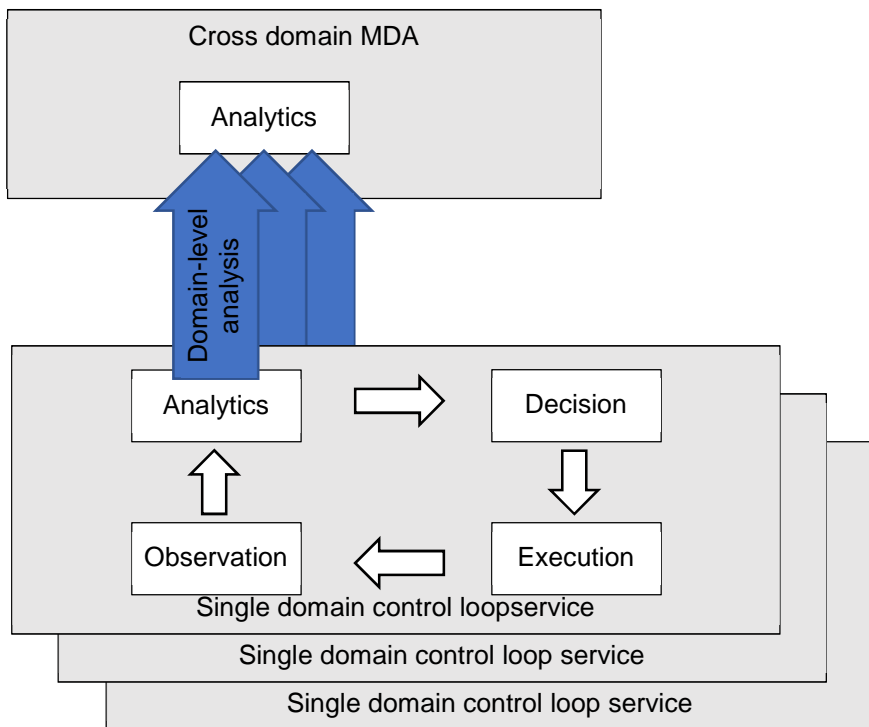 Cross domain MDA
Analytics
Domain-level
analysis
Analytics
Decision
Observation
Execution
Single domain control loopservice
Single domain control loop service
Single domain control loop service